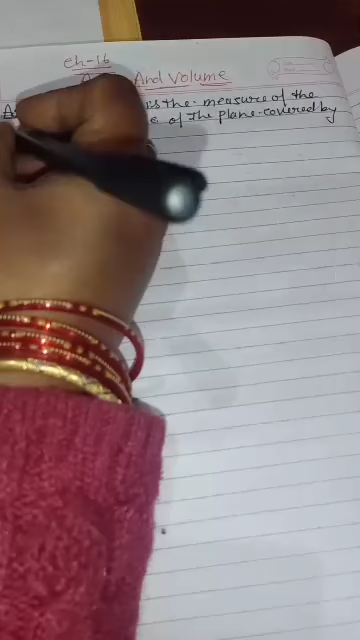 Ch-16
And Volume
is the measure of the
of the plane covered by